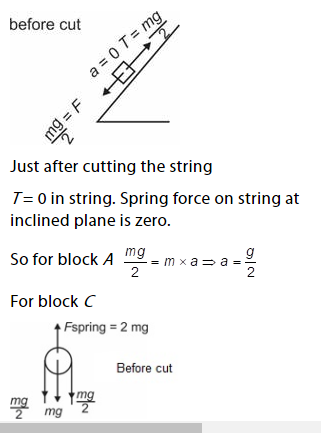 before cut
a = 0 T = mg/2
mg/2 = F
Just after cutting the string
T= 0 in string. Spring force on string at
inclined plane is zero.
So for block A mg/2 = m × a ⇒ a = g/2
For block C
Fspring = 2 mg
Before cut
mg/2 mg mg/2